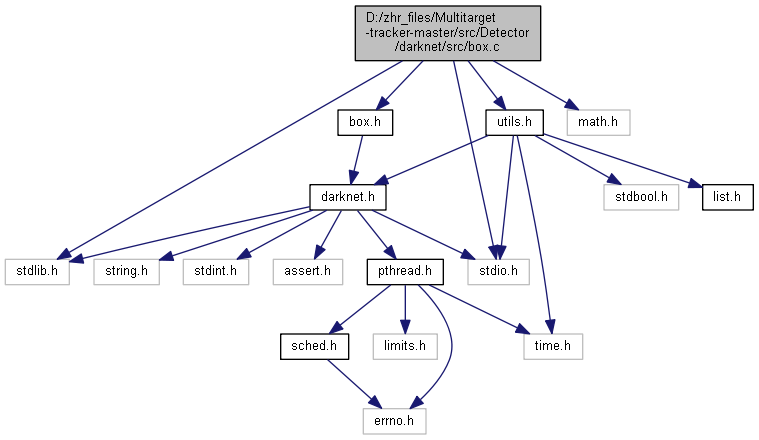 D:/zhr_files/Multitarget
-tracker-master/src/Detector
/darknet/src/box.c
box.h
utils.h
math.h
darknet.h
stdbool.h
list.h
stdlib.h
string.h
stdint.h
assert.h
pthread.h
stdio.h
sched.h
limits.h
time.h
errno.h